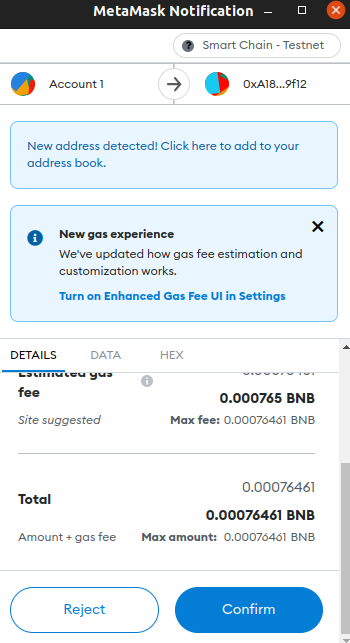 MetaMask Notification
Smart Chain - Testnet
Account 1
0xA18...9f12
New address detected! Click here to add to your
address book.
New gas experience
We've updated how gas fee estimation and
customization works.
Turn on Enhanced Gas Fee UI in Settings
DETAILS
DATA
HEX
Estimated gas
fee
0.000765 BNB
Site suggested
Max fee: 0.00076461 BNB
Total
0.00076461
0.00076461 BNB
Amount + gas fee
Max amount: 0.00076461 BNB
Reject
Confirm